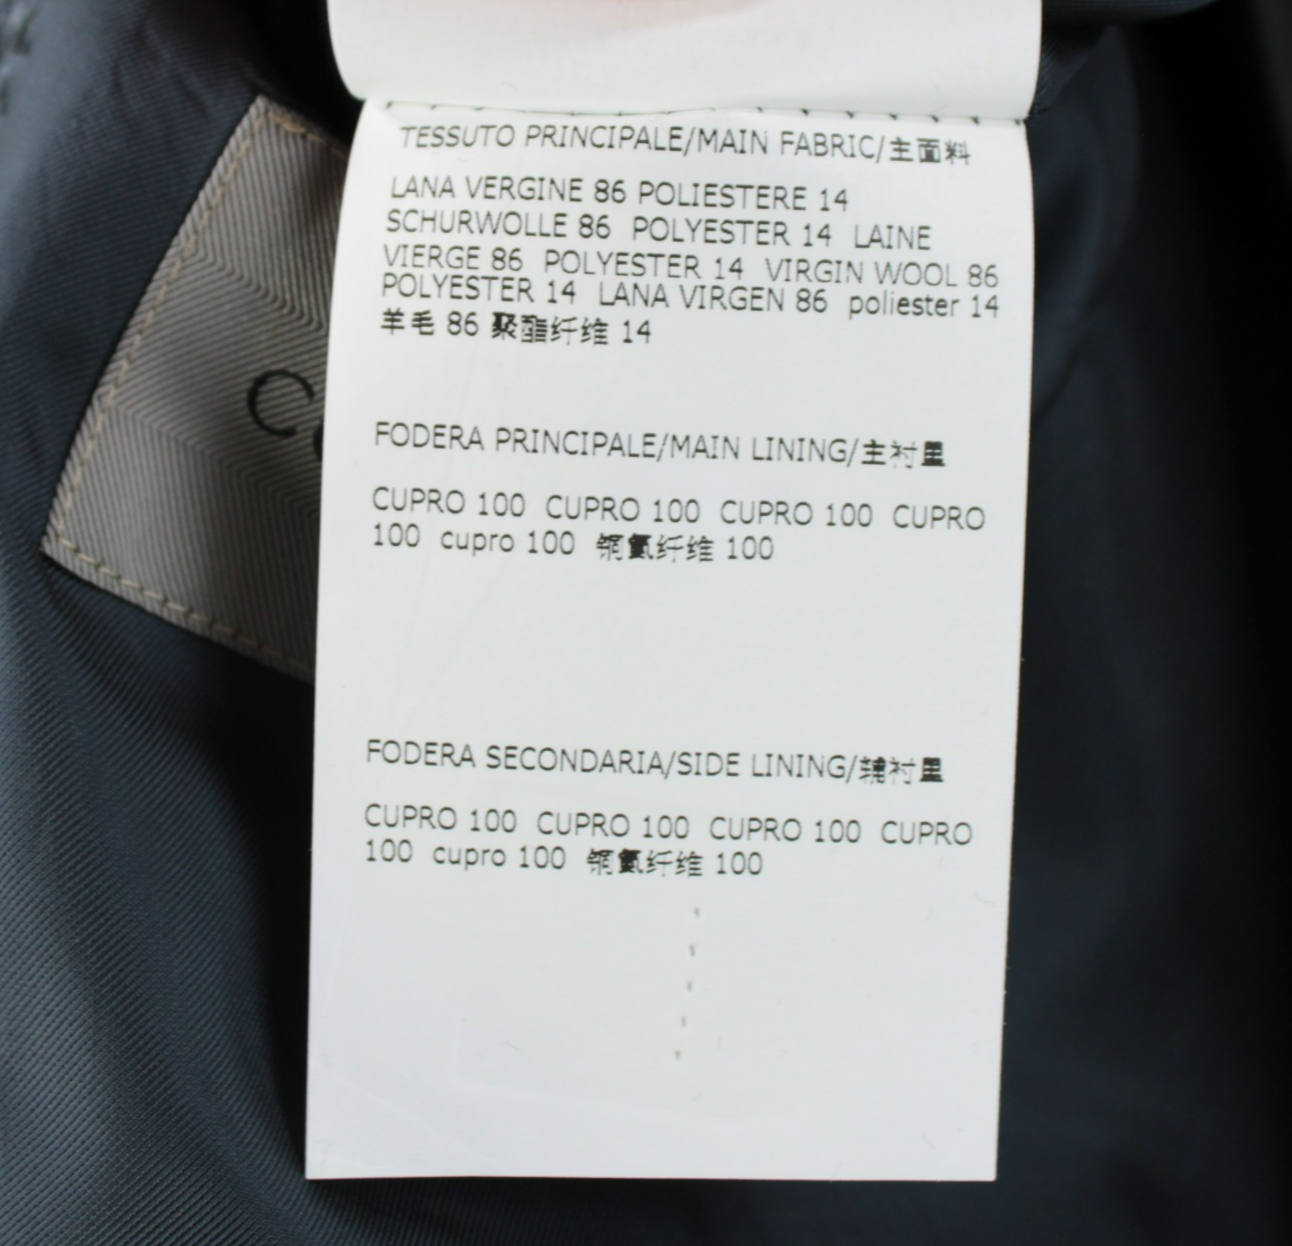 TESSUTO PRINCIPALE/MAIN FABRIC/主面料
LANA VERGINE 86 POLIESTERE 14
SCHURWOLLE 86 POLYESTER 14 LAINE
VIERGE 86 POLYESTER 14 VIRGIN WOOL 86
POLYESTER 14 LANA VIRGEN 86 poliester 14
羊毛 86 聚酯纤维 14
FODERA PRINCIPALE/MAIN LINING/主衬里
CUPRO 100 CUPRO 100 CUPRO 100 CUPRO
100 cupro 100 铜氨纤维 100
FODERA SECONDARIA/SIDE LINING/辅衬里
CUPRO 100 CUPRO 100 CUPRO 100 CUPRO
100 cupro 100 铜氨纤维 100